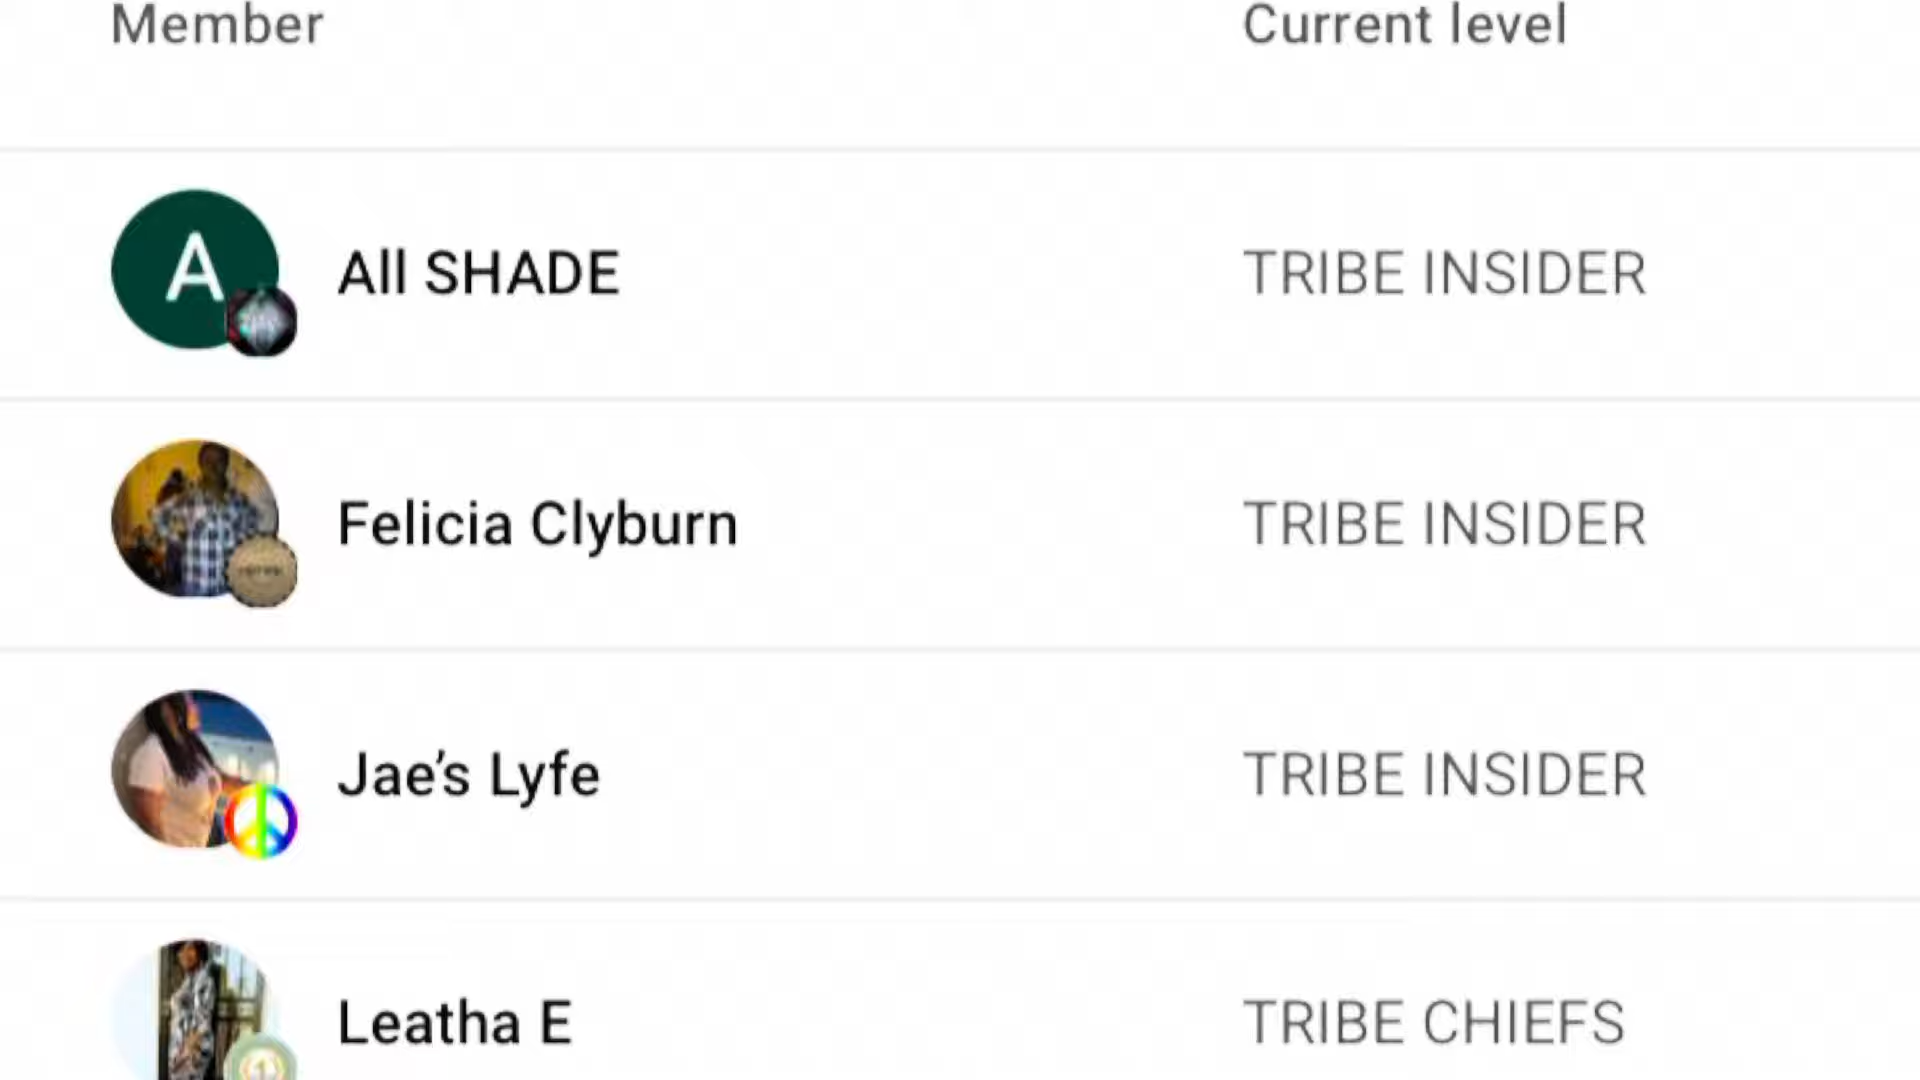 Member Current level
A All SHADE TRIBE INSIDER
Felicia Clyburn TRIBE INSIDER
Jae’s Lyfe TRIBE INSIDER
Leatha E TRIBE CHIEFS